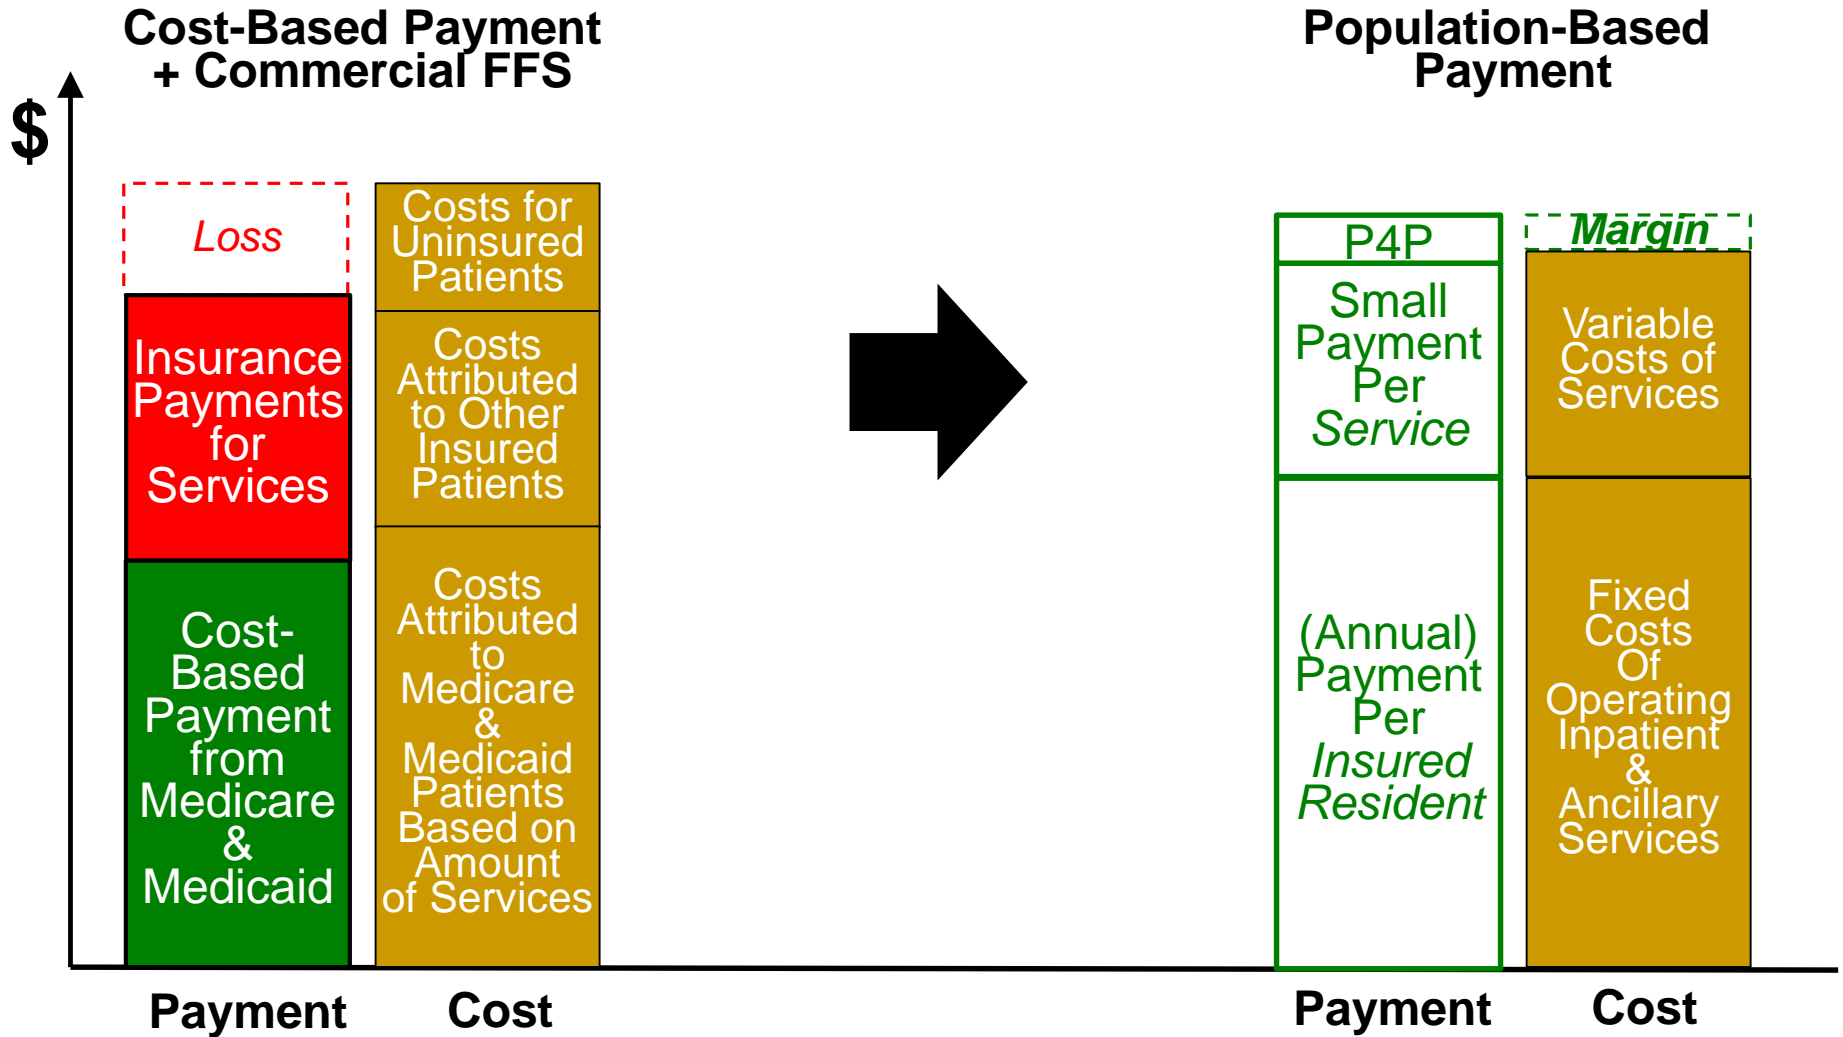 Cost-Based Payment
+ Commercial FFS
Population-Based
Payment
$
Loss
Insurance
Payments
for
Services
Cost-
Based
Payment
from
Medicare
&
Medicaid
Costs for
Uninsured
Patients
Costs
Attributed
to Other
Insured
Patients
Costs
Attributed
to
Medicare
&
Medicaid
Patients
Based on
Amount
of Services
P4P
Small
Payment
Per
Service
(Annual)
Payment
Per
Insured
Resident
Margin
Variable
Costs of
Services
Fixed
Costs
Of
Operating
Inpatient
&
Ancillary
Services
Payment
Cost
Payment
Cost